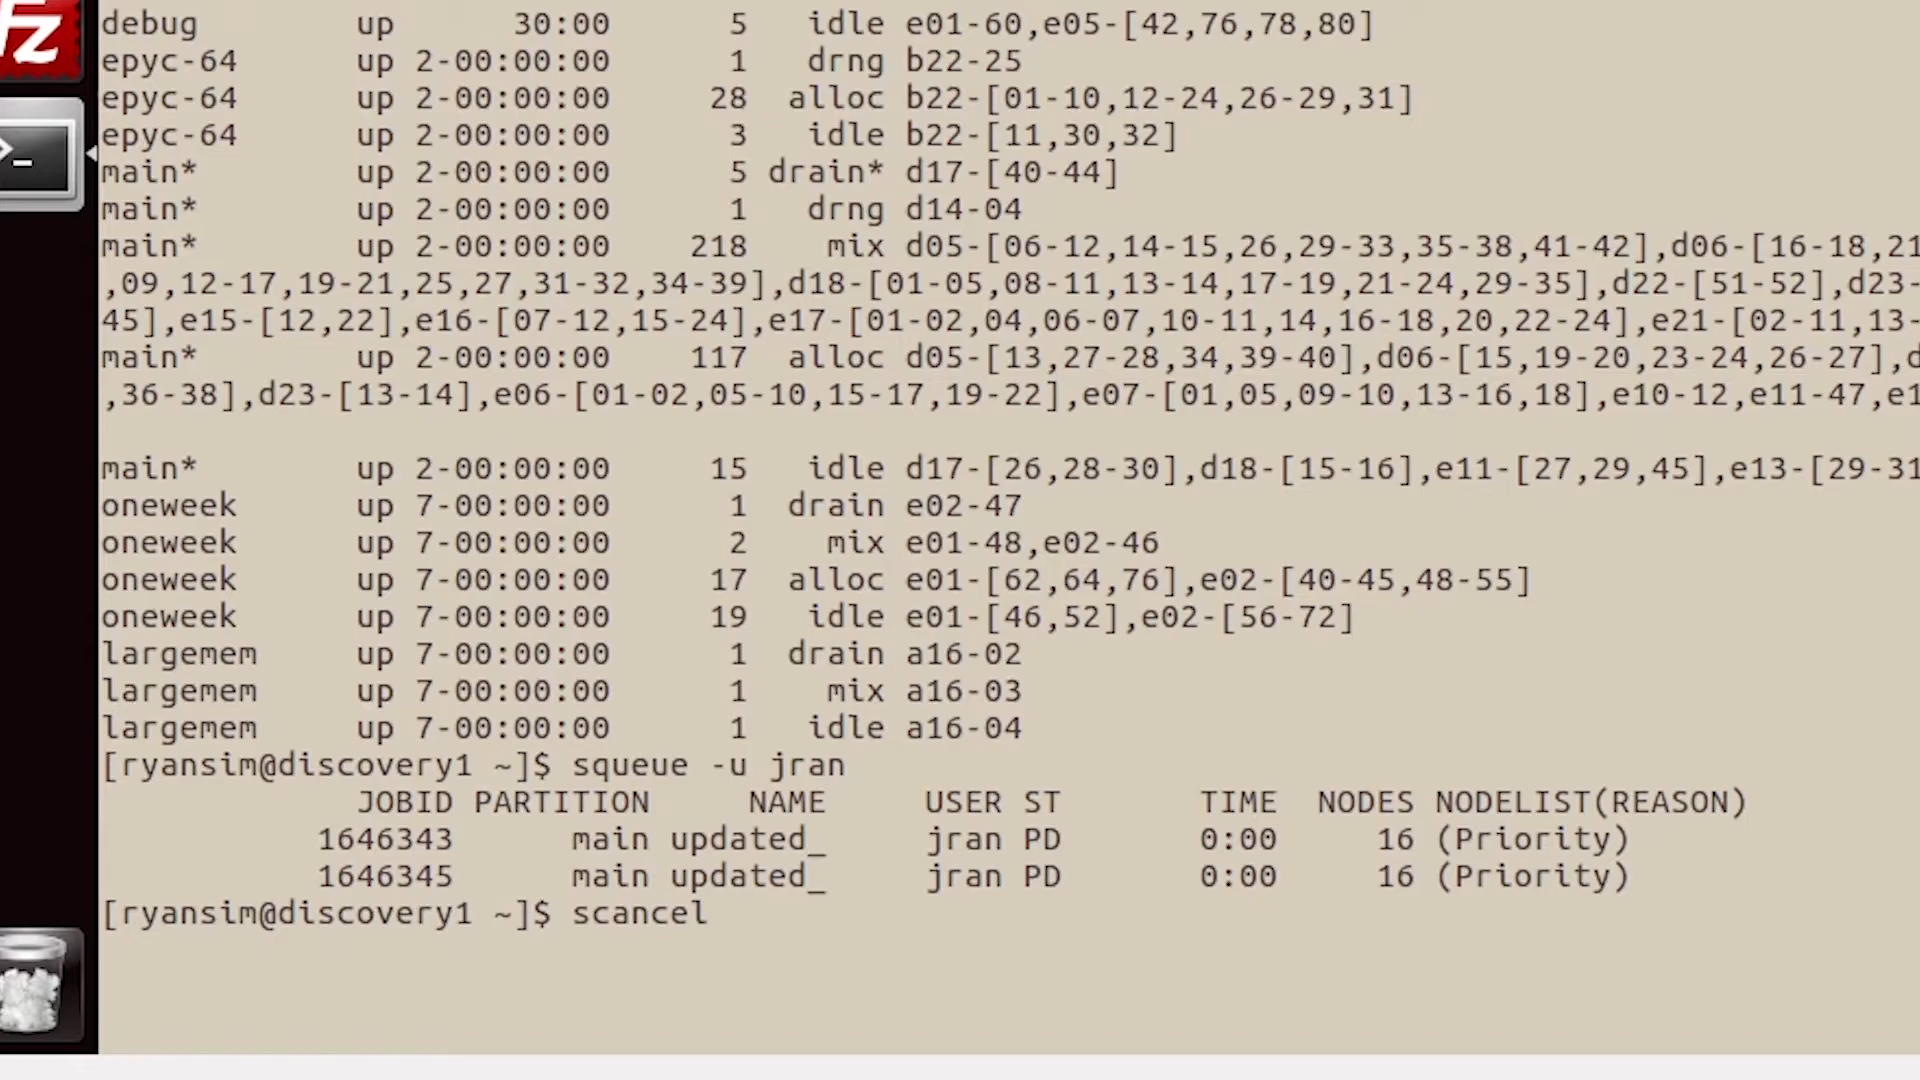 debug up 30:00 5 idle e01-60,e05-[42,76,78,80]
epyc-64 up 2-00:00:00 1 drng b22-25
epyc-64 up 2-00:00:00 28 alloc b22-[01-10,12-24,26-29,31]
epyc-64 up 2-00:00:00 3 idle b22-[11,30,32]
main* up 2-00:00:00 5 drain* d17-[40-44]
main* up 2-00:00:00 1 drng d14-04
main* up 2-00:00:00 218 mix d05-[06-12,14-15,26,29-33,35-38,41-42],d06-[16-18,21
,09,12-17,19-21,25,27,31-32,34-39],d18-[01-05,08-11,13-14,17-19,21-24,29-35],d22-[51-52],d23-
45],e15-[12,22],e16-[07-12,15-24],e17-[01-02,04,06-07,10-11,14,16-18,20,22-24],e21-[02-11,13-
main* up 2-00:00:00 117 alloc d05-[13,27-28,34,39-40],d06-[15,19-20,23-24,26-27],d
,36-38],d23-[13-14],e06-[01-02,05-10,15-17,19-22],e07-[01,05,09-10,13-16,18],e10-12,e11-47,e1
main* up 2-00:00:00 15 idle d17-[26,28-30],d18-[15-16],e11-[27,29,45],e13-[29-31
oneweek up 7-00:00:00 1 drain e02-47
oneweek up 7-00:00:00 2 mix e01-48,e02-46
oneweek up 7-00:00:00 17 alloc e01-[62,64,76],e02-[40-45,48-55]
oneweek up 7-00:00:00 19 idle e01-[46,52],e02-[56-72]
largemem up 7-00:00:00 1 drain a16-02
largemem up 7-00:00:00 1 mix a16-03
largemem up 7-00:00:00 1 idle a16-04
[ryansim@discovery1 ~]$ squeue -u jran
JOBID PARTITION NAME USER ST TIME NODES NODELIST(REASON)
1646343 main updated_ jran PD 0:00 16 (Priority)
1646345 main updated_ jran PD 0:00 16 (Priority)
[ryansim@discovery1 ~]$ scancel